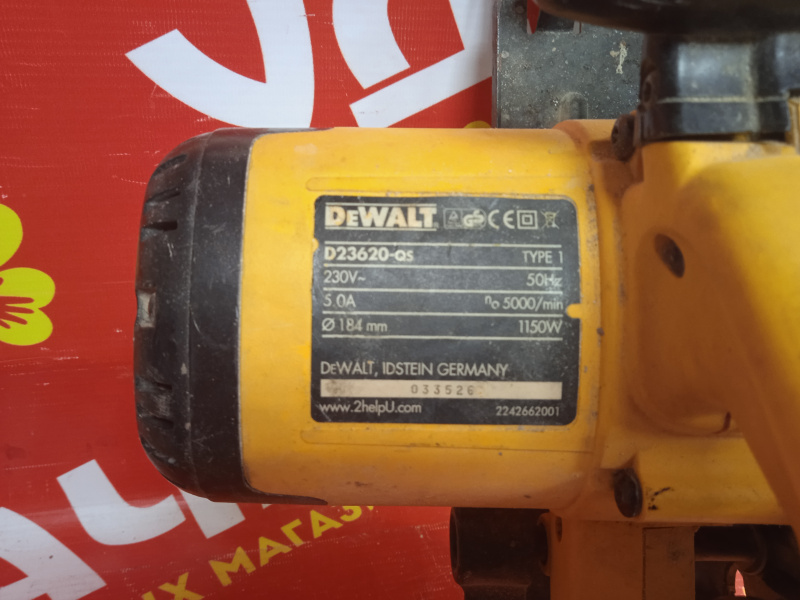 DEWALT
D23620-QS TYPE 1
230V~ 50Hz
5.0A n₀ 5000/min
Ø 184 mm 1150W
DEWALT, IDSTEIN GERMANY
033526
www.2helpU.com 2242662001
Х МАГАЗ